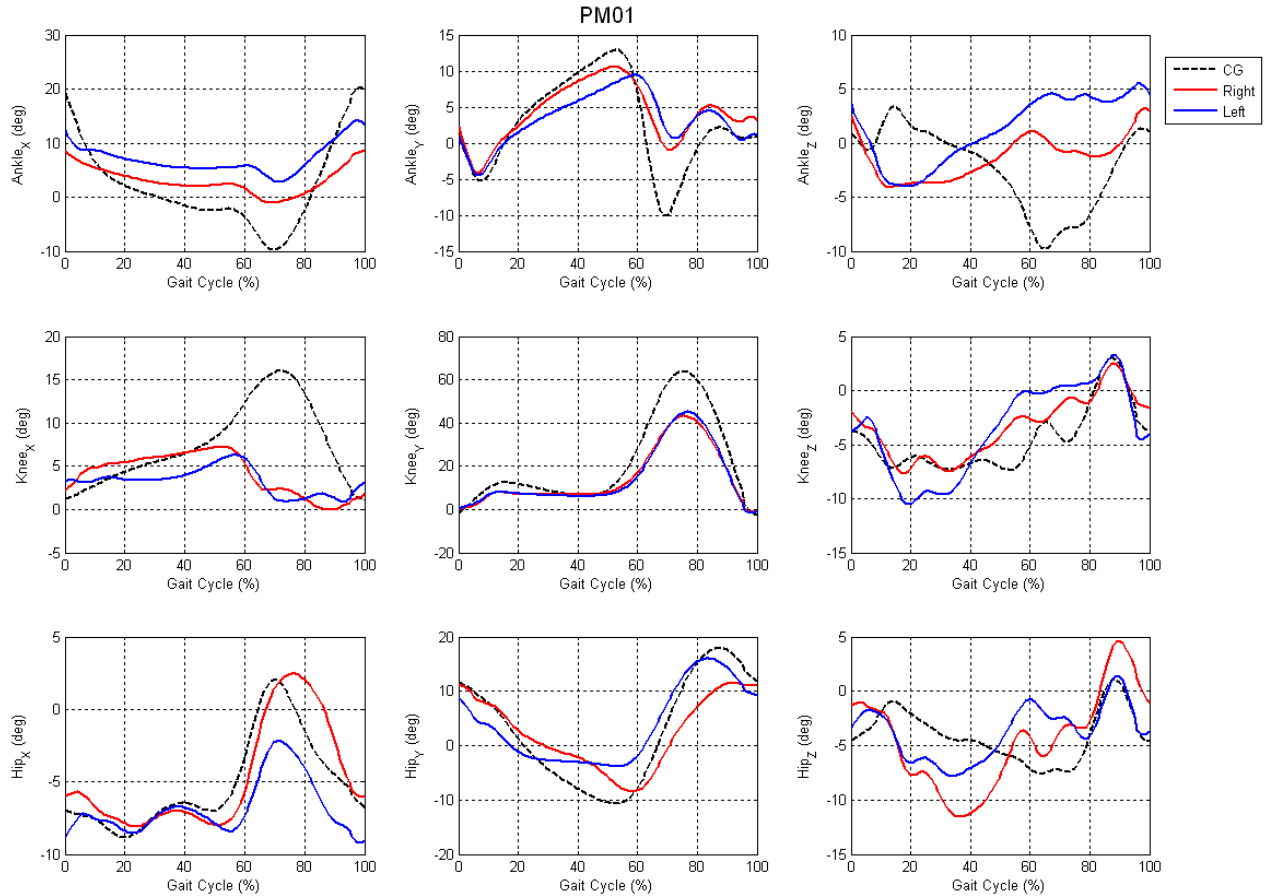 PM01
30
20
10
0
-10
0 20 40 60 80 100
Ankle_X (deg)
Gait Cycle (%)
15
10
5
0
-5
-10
-15
0 20 40 60 80 100
Ankle_Y (deg)
Gait Cycle (%)
10
5
0
-5
-10
0 20 40 60 80 100
Ankle_Z (deg)
Gait Cycle (%)
CG
Right
Left
20
15
10
5
0
-5
0 20 40 60 80 100
Knee_X (deg)
Gait Cycle (%)
80
60
40
20
0
-20
0 20 40 60 80 100
Knee_Y (deg)
Gait Cycle (%)
5
0
-5
-10
-15
0 20 40 60 80 100
Knee_Z (deg)
Gait Cycle (%)
5
0
-5
-10
0 20 40 60 80 100
Hip_X (deg)
Gait Cycle (%)
20
10
0
-10
-20
0 20 40 60 80 100
Hip_Y (deg)
Gait Cycle (%)
5
0
-5
-10
-15
0 20 40 60 80 100
Hip_Z (deg)
Gait Cycle (%)